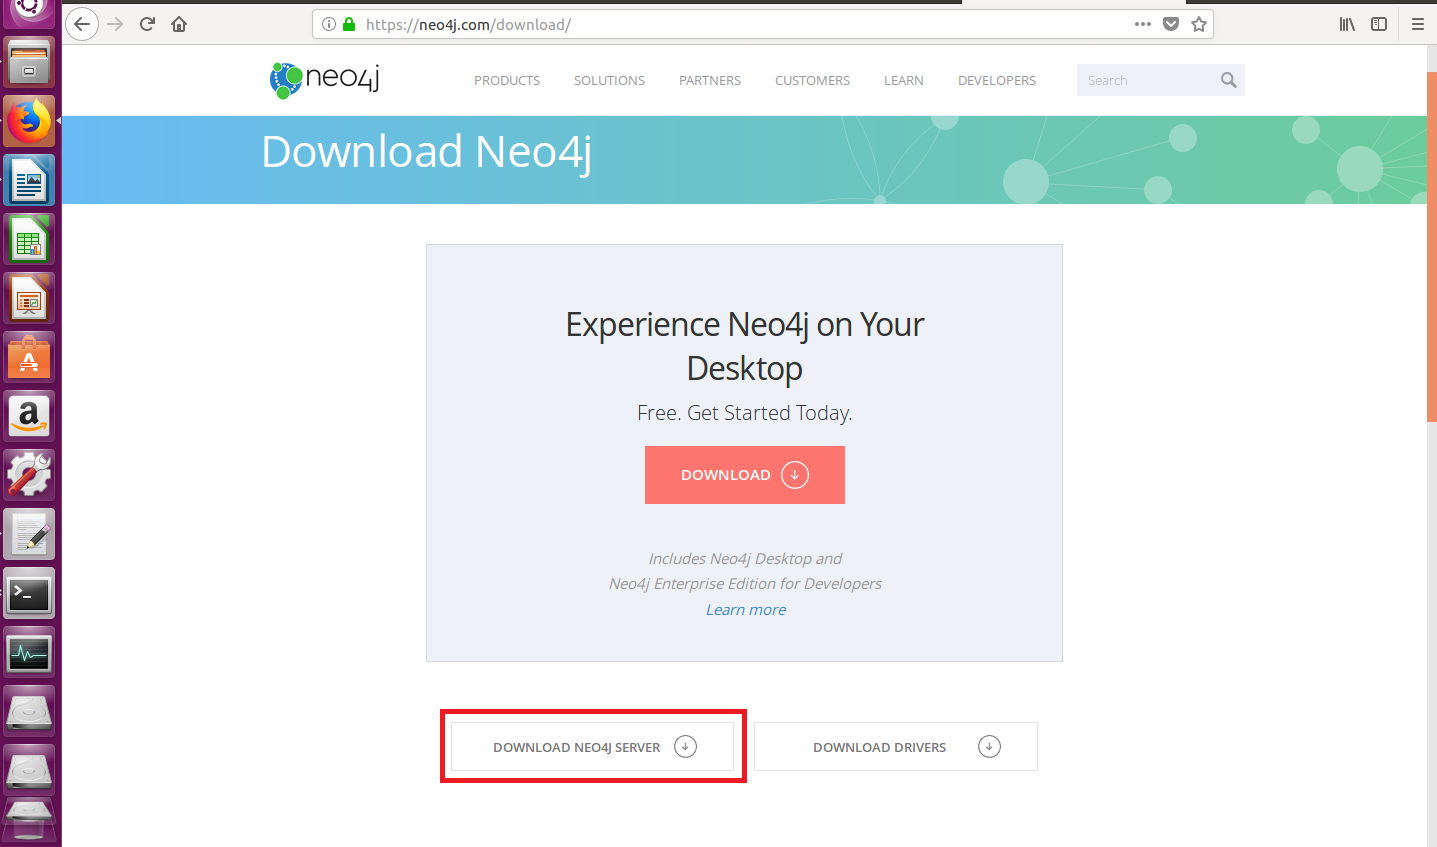 https://neo4j.com/download/
neo4j
PRODUCTS SOLUTIONS PARTNERS CUSTOMERS LEARN DEVELOPERS Search
Download Neo4j
Experience Neo4j on Your
Desktop
Free. Get Started Today.
DOWNLOAD
Includes Neo4j Desktop and
Neo4j Enterprise Edition for Developers
Learn more
DOWNLOAD NEO4J SERVER DOWNLOAD DRIVERS